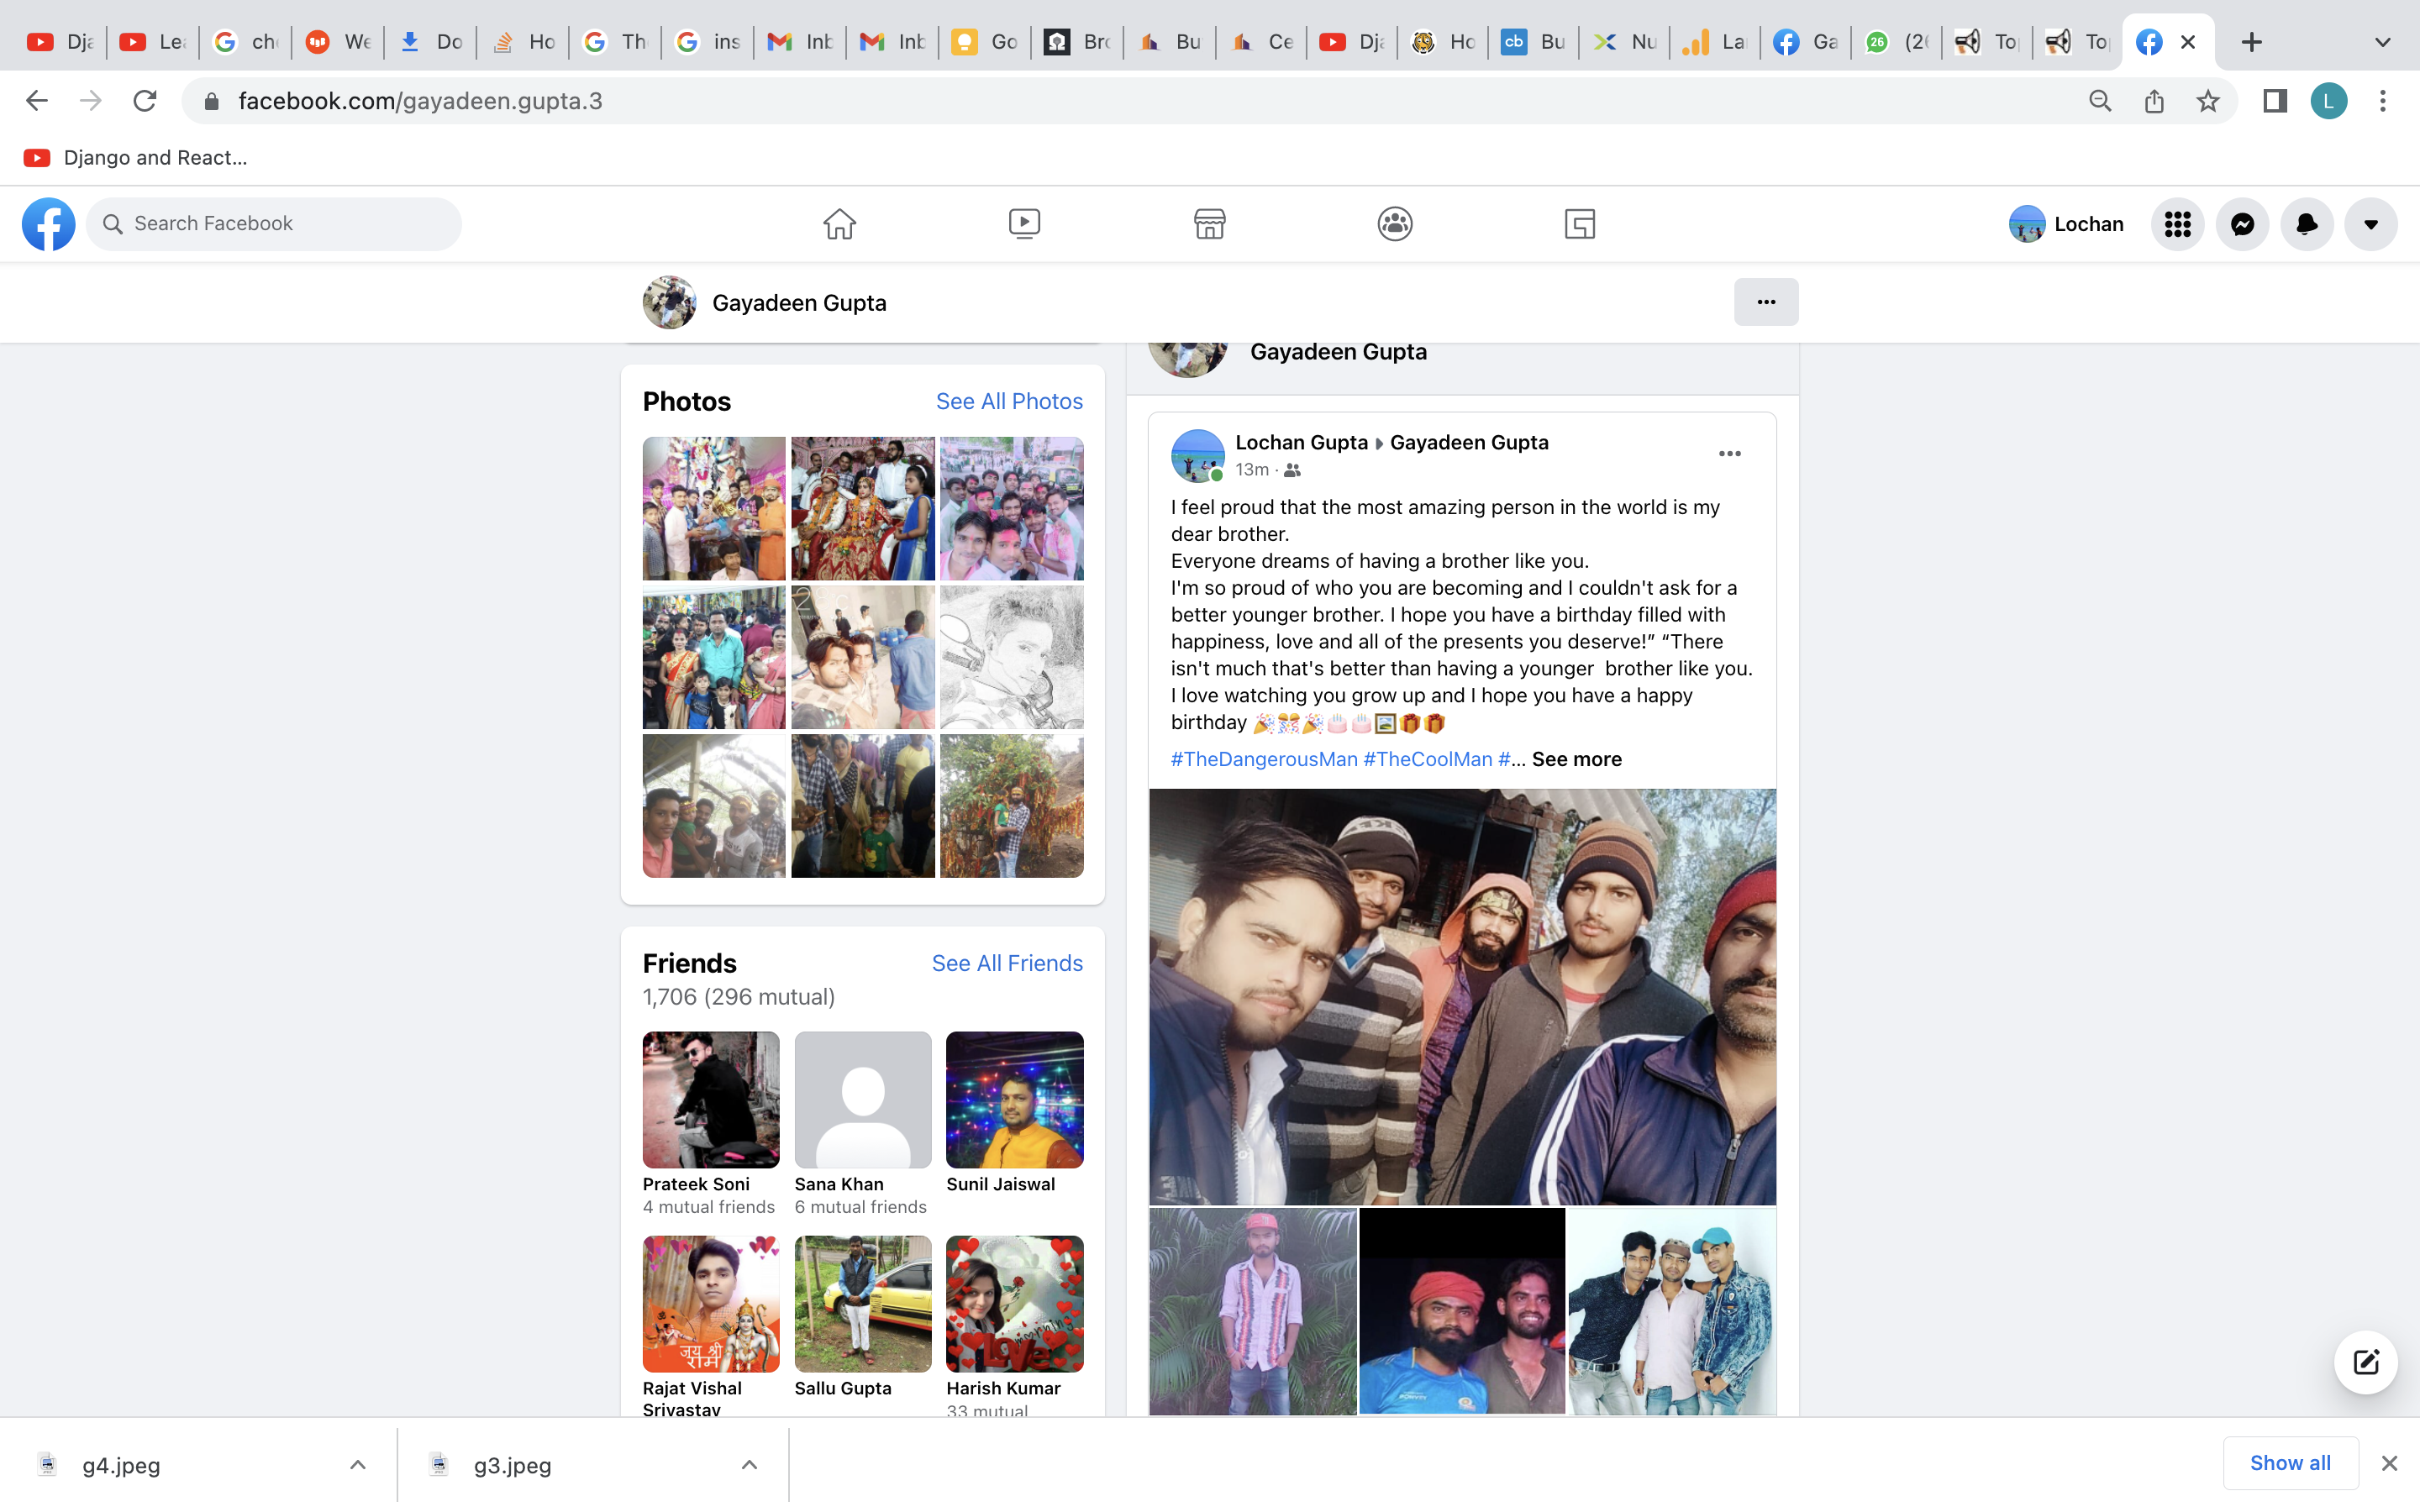 Dja
Lea
che
We
Do
Ho
Th
ins
Inb
Inb
Go
Bro
Bu
Ce
Dja
Ho
cb
Bu
Nu
La
Ga
26
(26
To
To
facebook.com/gayadeen.gupta.3
L
Django and React...
Search Facebook
Lochan
Gayadeen Gupta
Gayadeen Gupta
Photos
See All Photos
Friends
See All Friends
1,706 (296 mutual)
Prateek Soni
4 mutual friends
Sana Khan
6 mutual friends
Sunil Jaiswal
जय श्री
राम
morning
Love
Rajat Vishal
Srivastav
Sallu Gupta
Harish Kumar
33 mutual
Lochan Gupta ▸ Gayadeen Gupta
13m ·
I feel proud that the most amazing person in the world is my
dear brother.
Everyone dreams of having a brother like you.
I'm so proud of who you are becoming and I couldn't ask for a
better younger brother. I hope you have a birthday filled with
happiness, love and all of the presents you deserve!” “There
isn't much that's better than having a younger  brother like you.
I love watching you grow up and I hope you have a happy
birthday 🎉🎊🎉🎂🎂🖼️🎁🎁
#TheDangerousMan #TheCoolMan #... See more
g4.jpeg
g3.jpeg
Show all